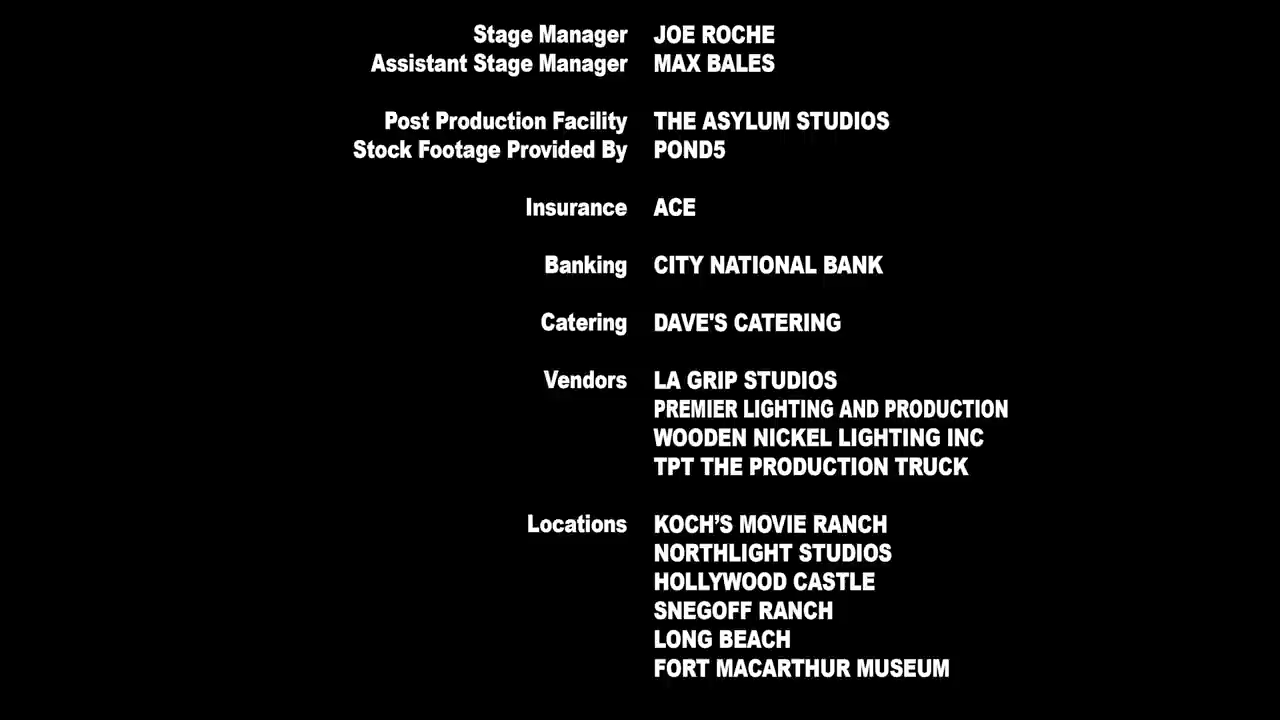 Stage Manager JOE ROCHE
Assistant Stage Manager MAX BALES
Post Production Facility THE ASYLUM STUDIOS
Stock Footage Provided By POND5
Insurance ACE
Banking CITY NATIONAL BANK
Catering DAVE'S CATERING
Vendors LA GRIP STUDIOS
PREMIER LIGHTING AND PRODUCTION
WOODEN NICKEL LIGHTING INC
TPT THE PRODUCTION TRUCK
Locations KOCH’S MOVIE RANCH
NORTHLIGHT STUDIOS
HOLLYWOOD CASTLE
SNEGOFF RANCH
LONG BEACH
FORT MACARTHUR MUSEUM